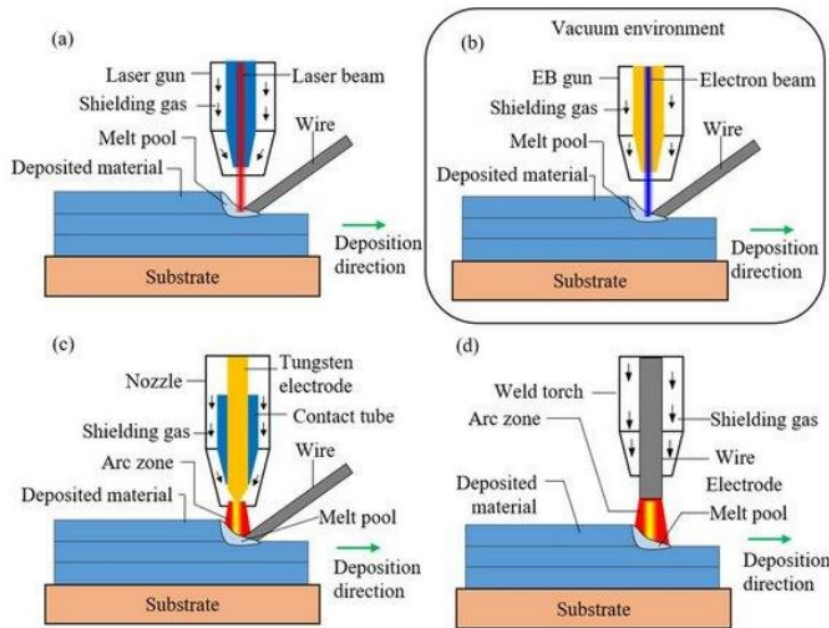 (a)
Laser gun
Laser beam
Shielding gas
Melt pool
Wire
Deposited material
Deposition
direction
Substrate
(b)
Vacuum environment
EB gun
Electron beam
Shielding gas
Wire
Melt pool
Deposited material
Deposition
direction
Substrate
(c)
Tungsten
electrode
Nozzle
Contact tube
Shielding gas
Wire
Arc zone
Deposited material
Melt pool
Deposition
direction
Substrate
(d)
Weld torch
Arc zone
Shielding gas
Wire
Electrode
Deposited
material
Melt pool
Deposition
direction
Substrate